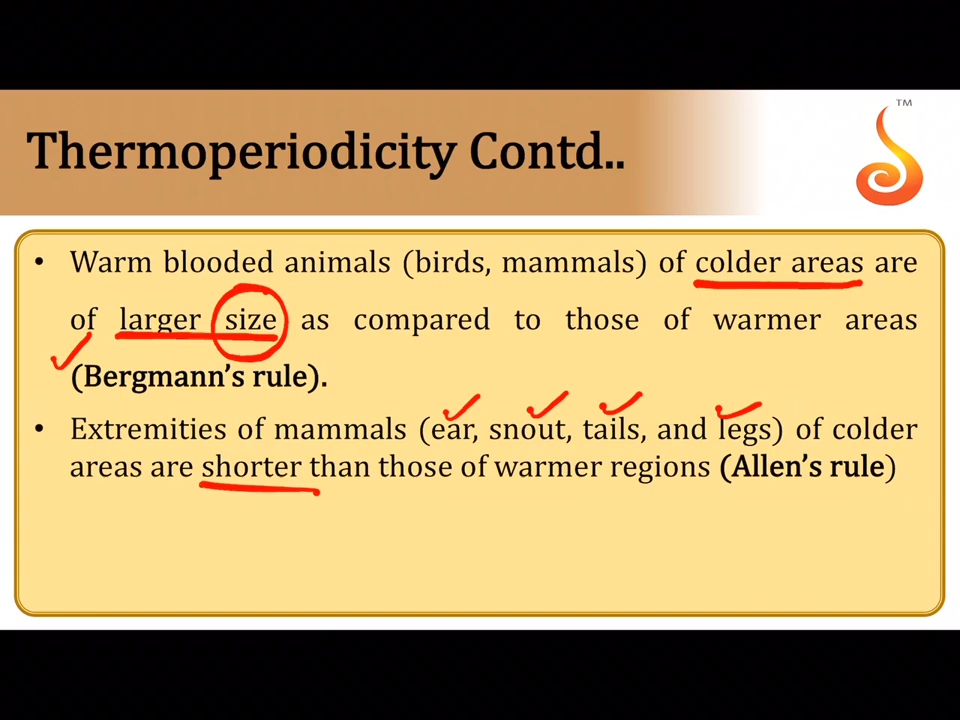 Thermoperiodicity Contd..
TM
• Warm blooded animals (birds, mammals) of colder areas are
of larger size as compared to those of warmer areas
(Bergmann's rule).
• Extremities of mammals (ear, snout, tails, and legs) of colder
areas are shorter than those of warmer regions (Allen's rule)